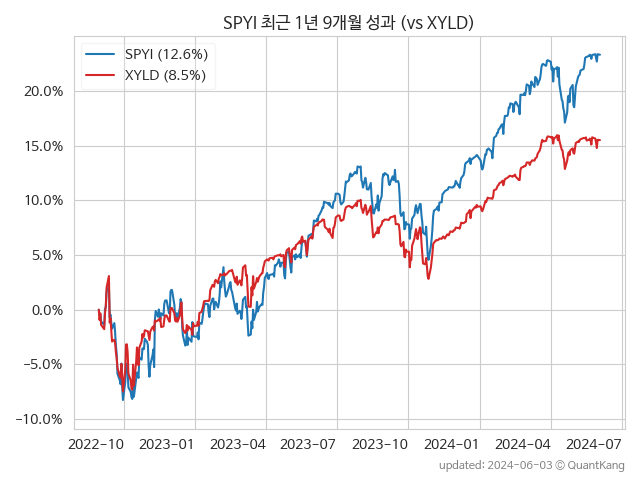 SPYI 최근 1년 9개월 성과 (vs XYLD)
SPYI (12.6%)
XYLD (8.5%)
20.0%
15.0%
10.0%
5.0%
0.0%
−5.0%
−10.0%
2022-10 2023-01 2023-04 2023-07 2023-10 2024-01 2024-04 2024-07
updated: 2024-06-03 ⓒ QuantKang